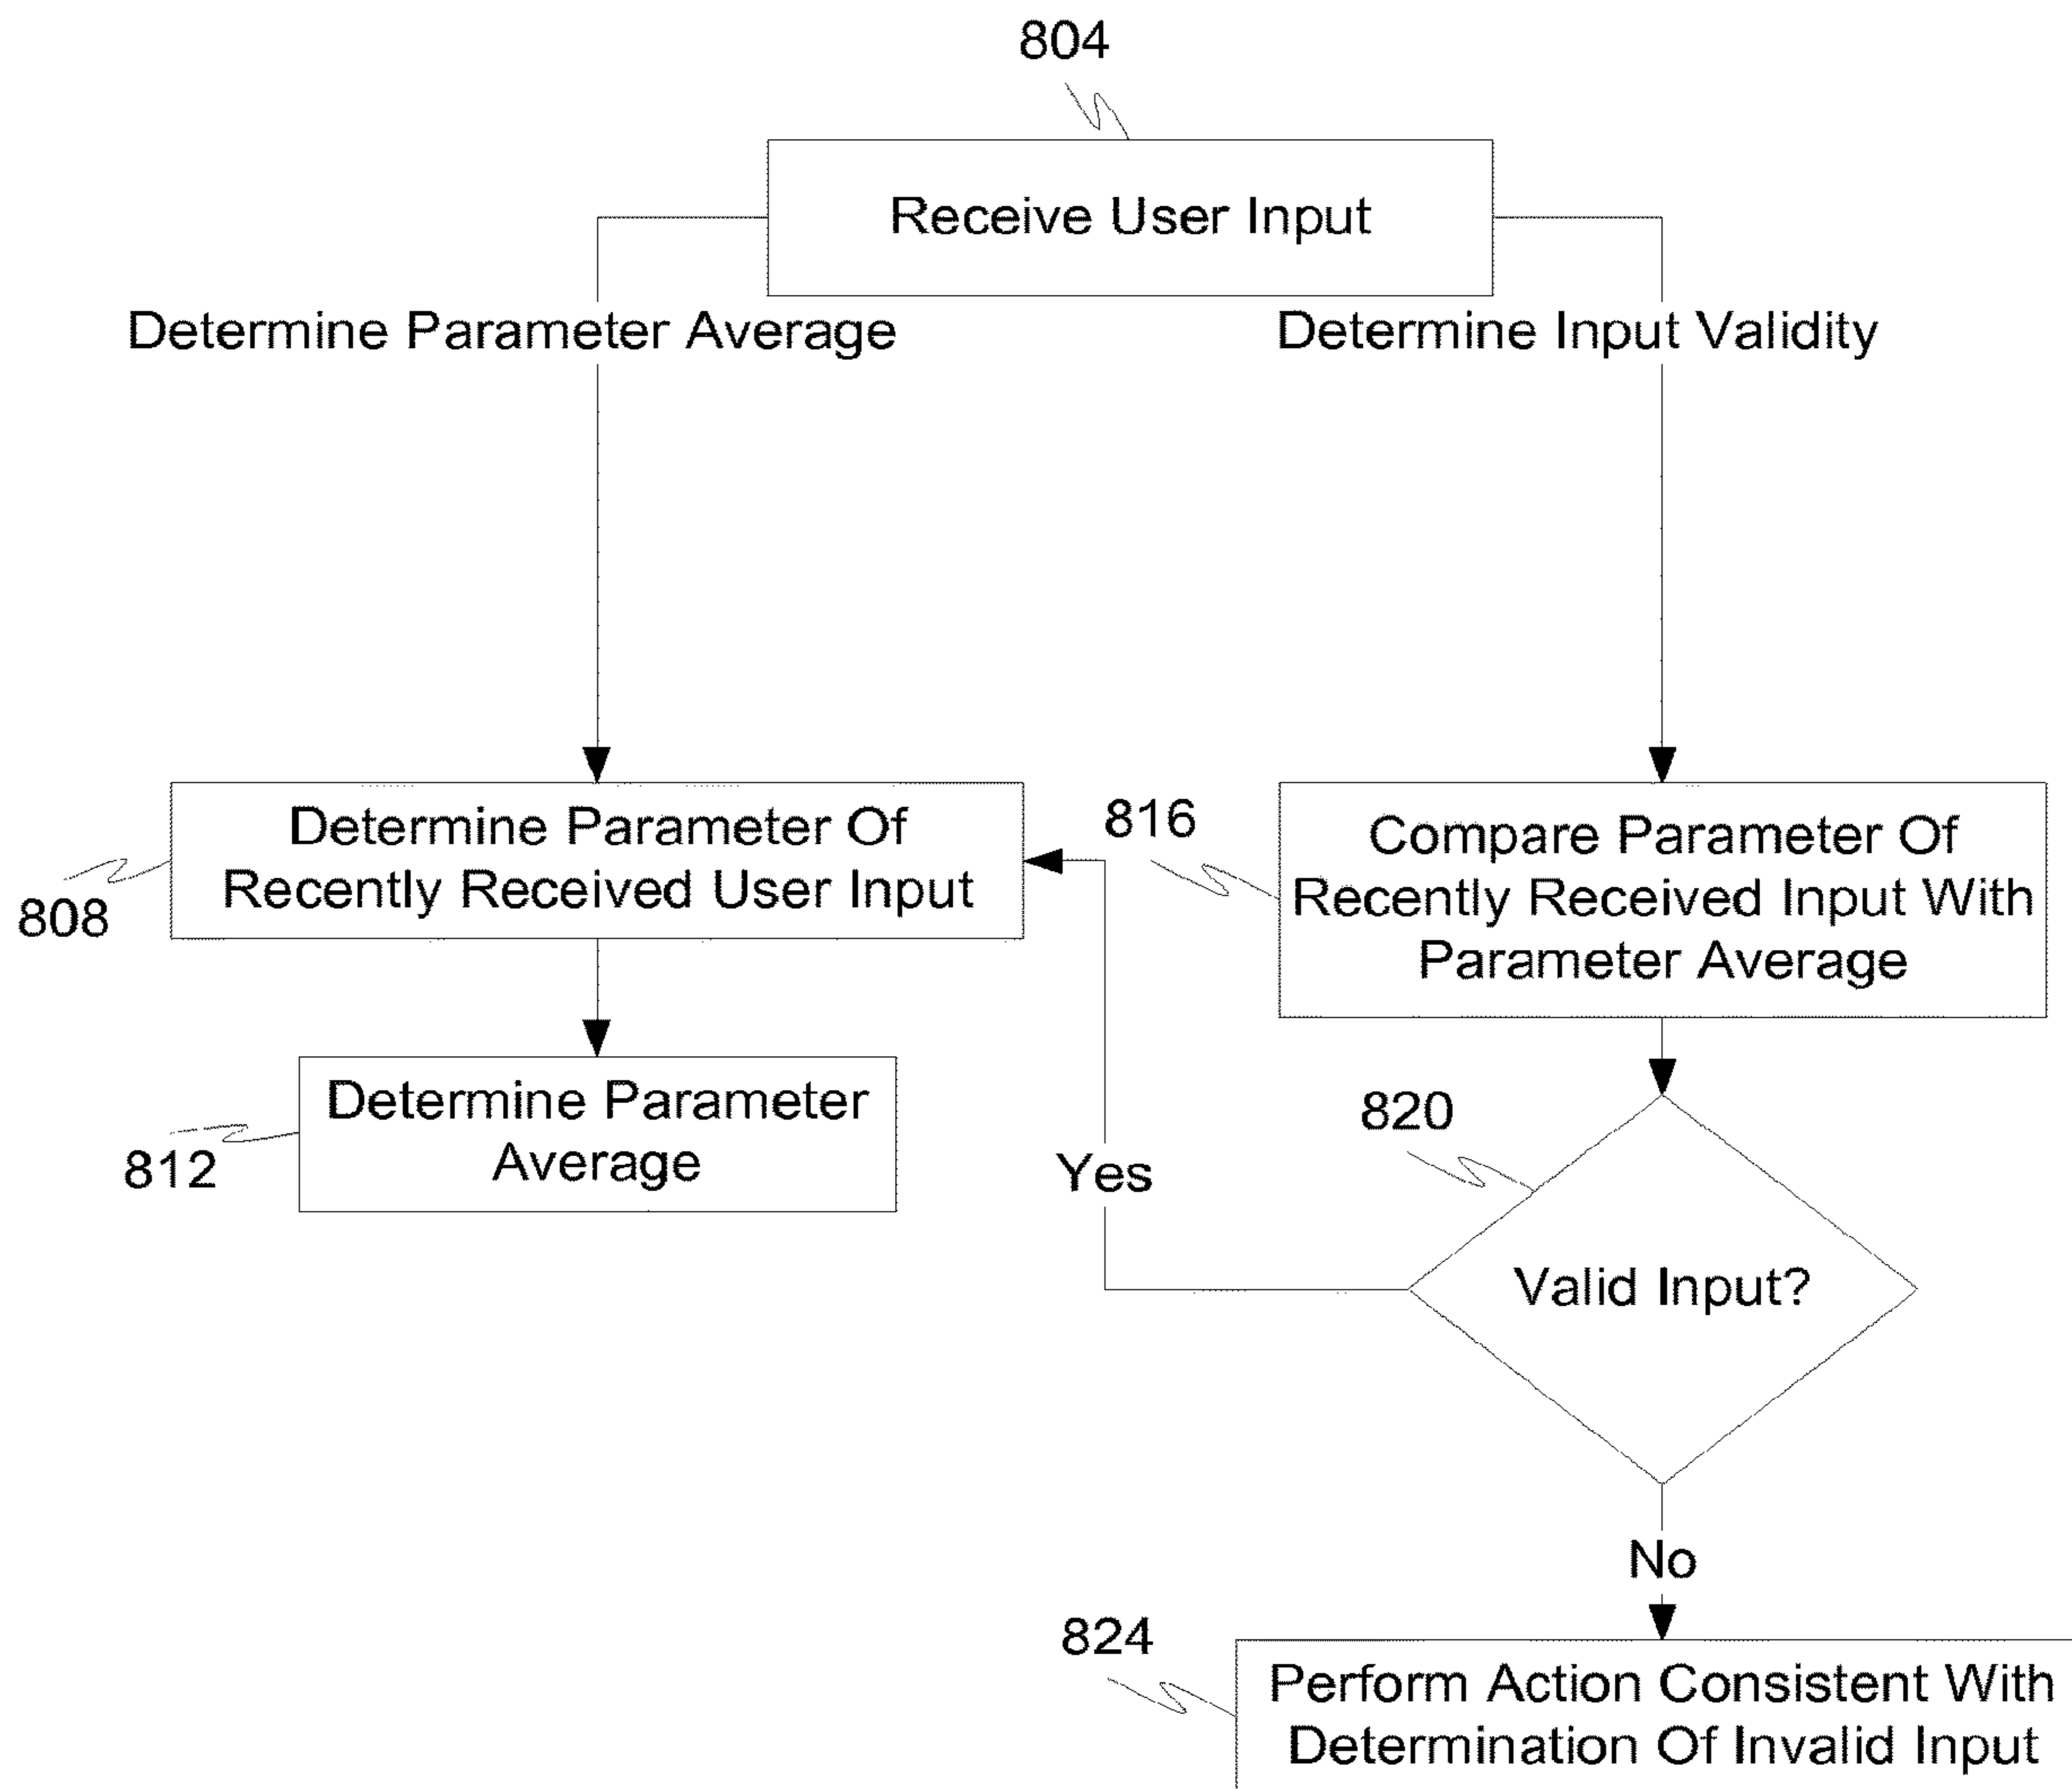 804
Receive User Input
Determine Parameter Average
Determine Input Validity
Determine Parameter Of
Recently Received User Input
808
816
Compare Parameter Of
Recently Received Input With
Parameter Average
Determine Parameter
Average
812
820
Yes
Valid Input?
No
824
Perform Action Consistent With
Determination Of Invalid Input